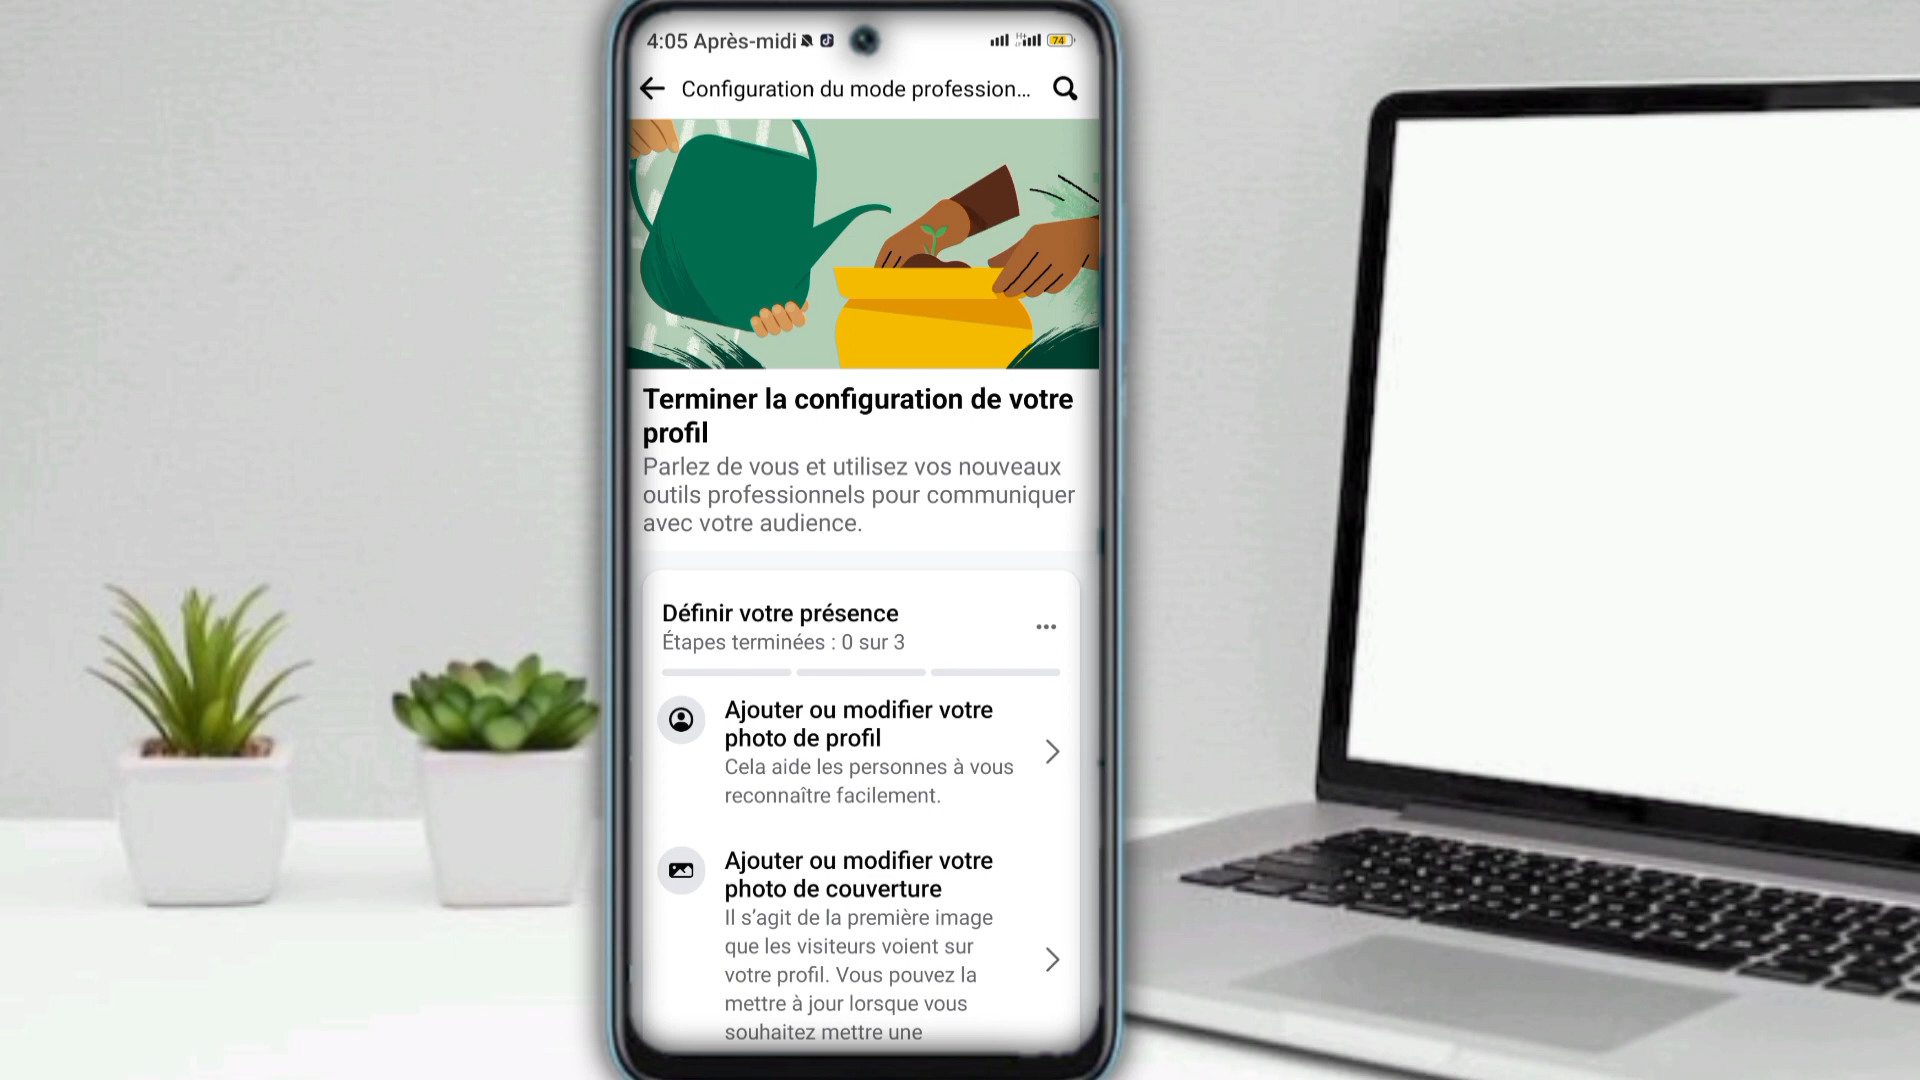 4:05 Après-midi
74
Configuration du mode profession...
Terminer la configuration de votre
profil
Parlez de vous et utilisez vos nouveaux
outils professionnels pour communiquer
avec votre audience.
Définir votre présence
Étapes terminées : 0 sur 3
Ajouter ou modifier votre
photo de profil
Cela aide les personnes à vous
reconnaître facilement.
Ajouter ou modifier votre
photo de couverture
Il s’agit de la première image
que les visiteurs voient sur
votre profil. Vous pouvez la
mettre à jour lorsque vous
souhaitez mettre une